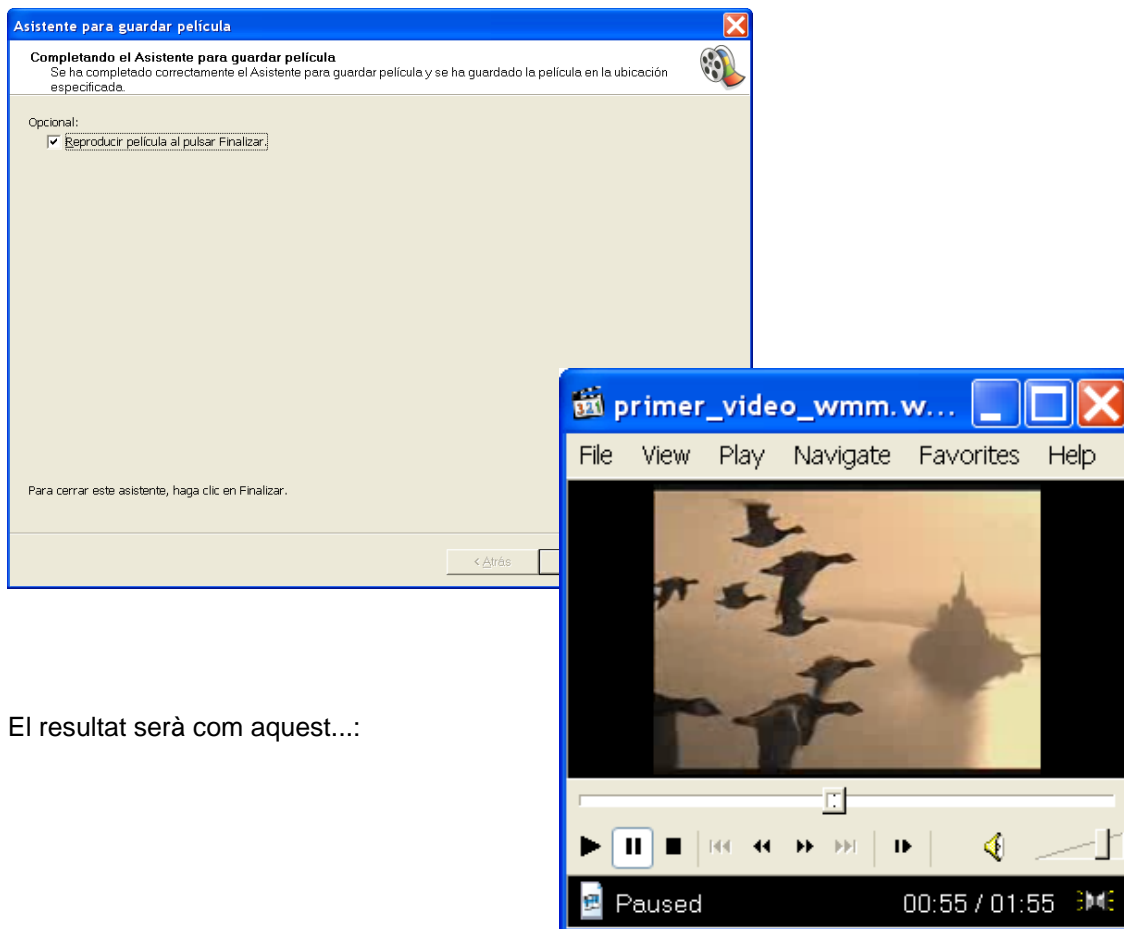 Asistente para guardar película
Completando el Asistente para guardar película
Se ha completado correctamente el Asistente para guardar película y se ha guardado la película en la ubicación
especificada.
Opcional:
Reproducir película al pulsar Finalizar.
Para cerrar este asistente, haga clic en Finalizar.
< Atrás
primer_video_wmm.w...
File View Play Navigate Favorites Help
321
Paused 00:55 / 01:55
El resultat serà com aquest...: